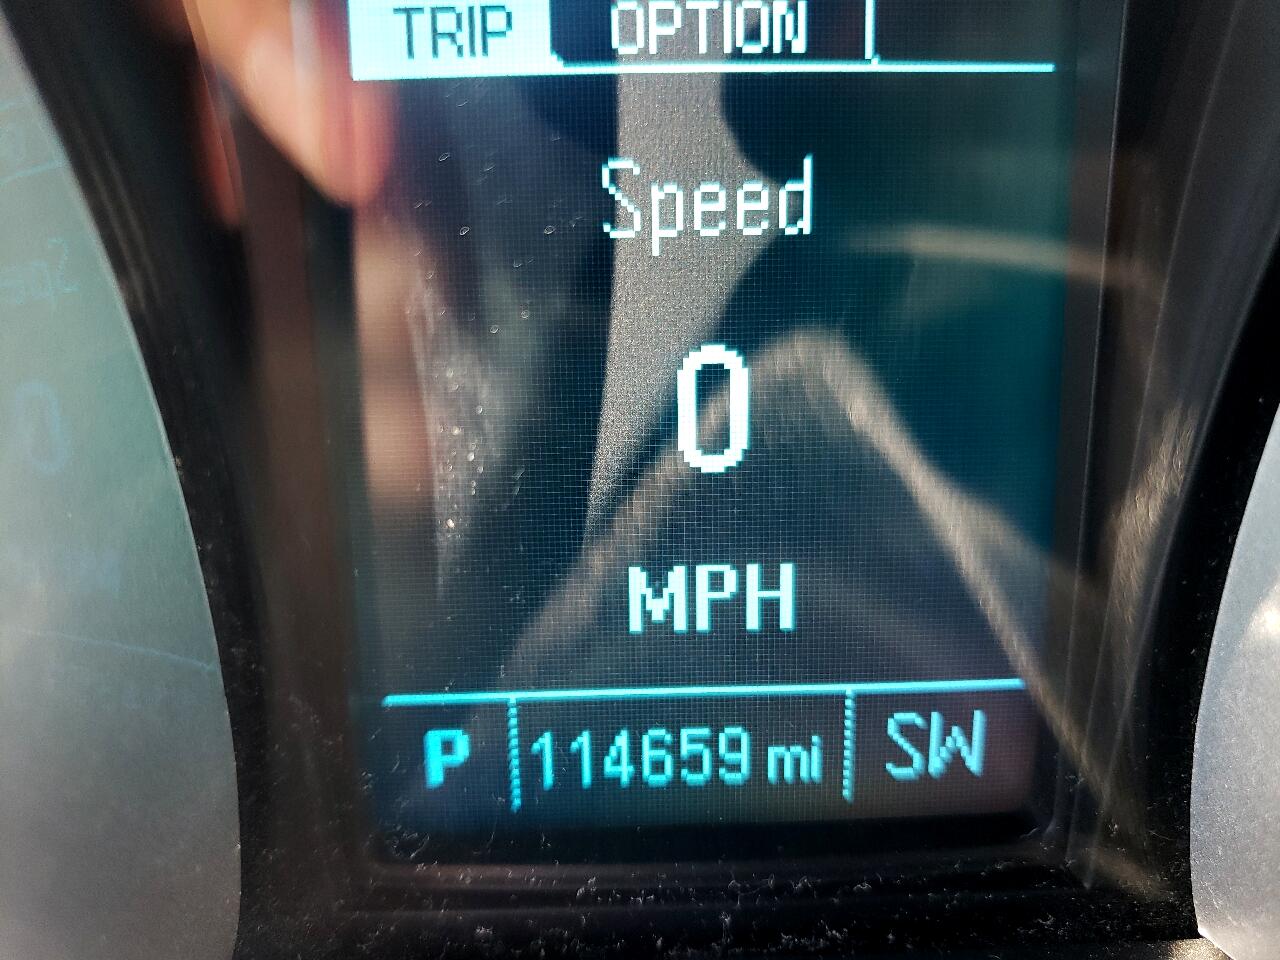 TRIP OPTION
Speed
0
MPH
P 114659 mi SW